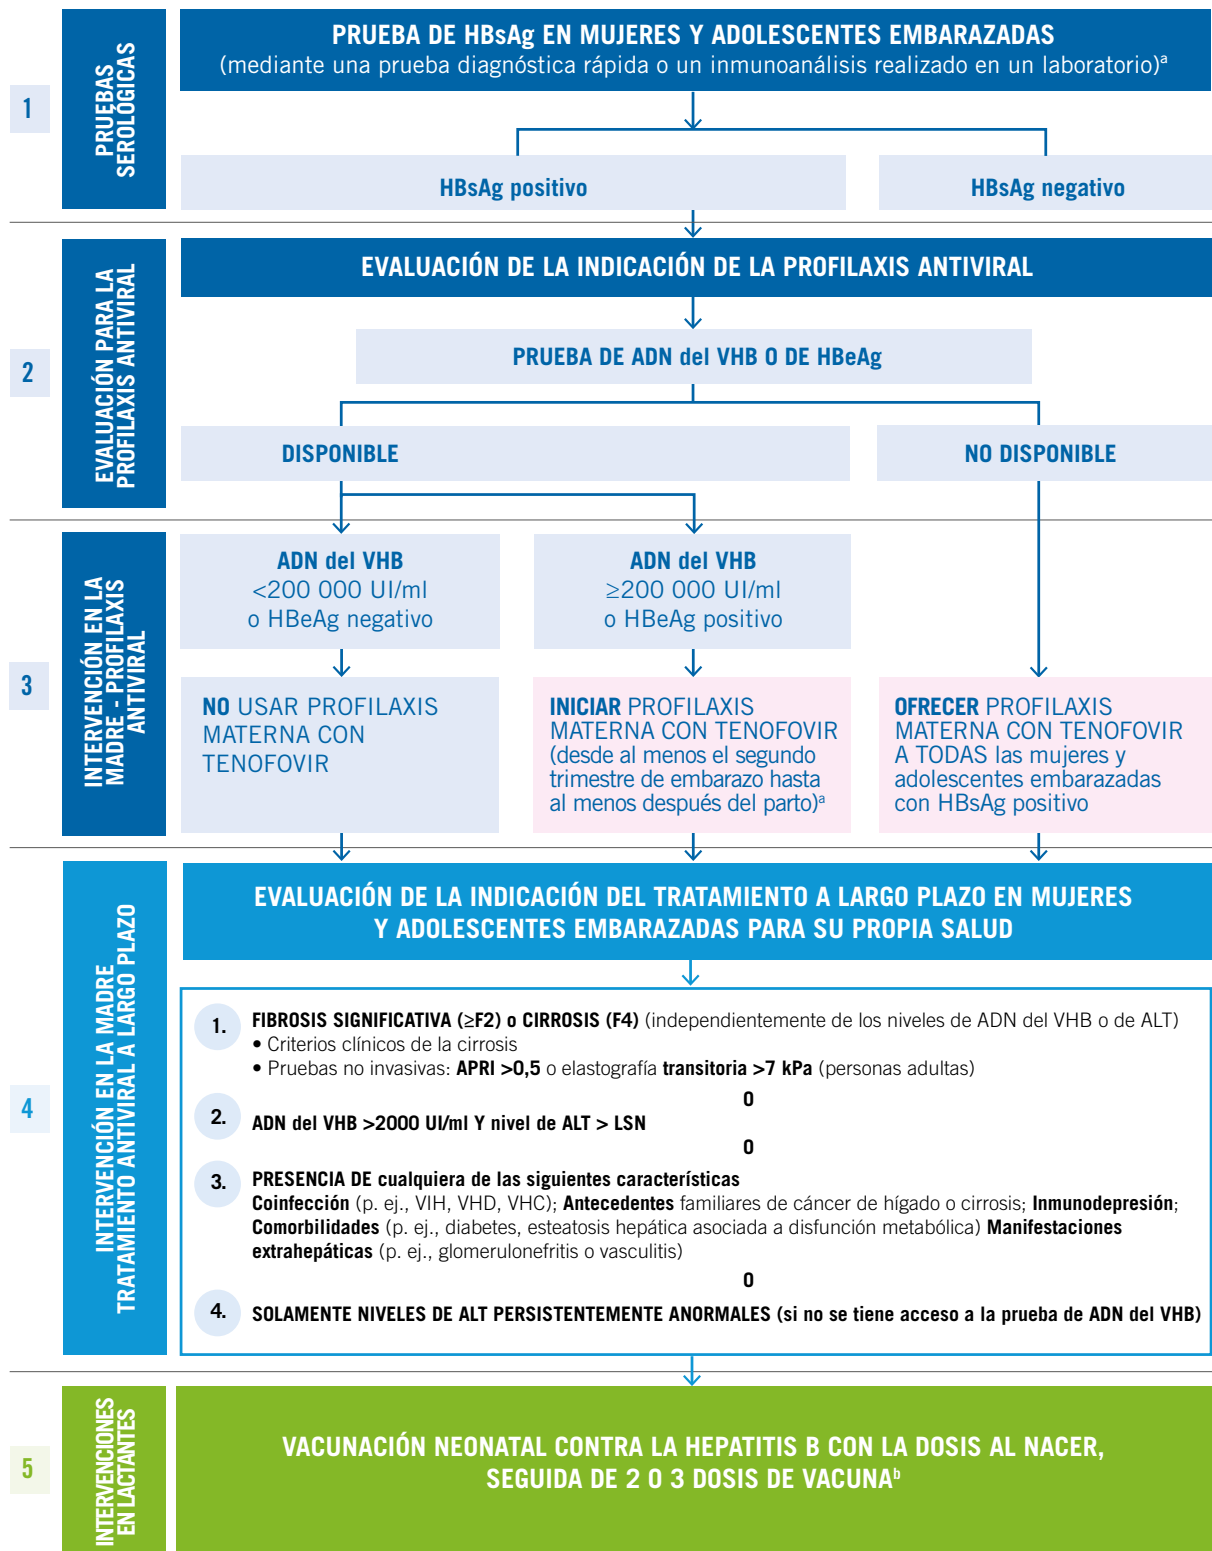 1
PRUEBAS
SEROLÓGICAS
PRUEBA DE HBsAg EN MUJERES Y ADOLESCENTES EMBARAZADAS
(mediante una prueba diagnóstica rápida o un inmunoanálisis realizado en un laboratorio)ª
HBsAg positivo
HBsAg negativo
2
EVALUACIÓN PARA LA
PROFILAXIS ANTIVIRAL
EVALUACIÓN DE LA INDICACIÓN DE LA PROFILAXIS ANTIVIRAL
PRUEBA DE ADN del VHB O DE HBeAg
DISPONIBLE
NO DISPONIBLE
3
INTERVENCIÓN EN LA
MADRE - PROFILAXIS
ANTIVIRAL
ADN del VHB
<200 000 UI/ml
o HBeAg negativo
ADN del VHB
≥200 000 UI/ml
o HBeAg positivo
NO USAR PROFILAXIS
MATERNA CON
TENOFOVIR
INICIAR PROFILAXIS
MATERNA CON TENOFOVIR
(desde al menos el segundo
trimestre de embarazo hasta
al menos después del parto)ª
OFRECER PROFILAXIS
MATERNA CON TENOFOVIR
A TODAS las mujeres y
adolescentes embarazadas
con HBsAg positivo
4
INTERVENCIÓN EN LA MADRE
TRATAMIENTO ANTIVIRAL A LARGO PLAZO
EVALUACIÓN DE LA INDICACIÓN DEL TRATAMIENTO A LARGO PLAZO EN MUJERES
Y ADOLESCENTES EMBARAZADAS PARA SU PROPIA SALUD
1. FIBROSIS SIGNIFICATIVA (≥F2) o CIRROSIS (F4) (independientemente de los niveles de ADN del VHB o de ALT)
• Criterios clínicos de la cirrosis
• Pruebas no invasivas: APRI >0,5 o elastografía transitoria >7 kPa (personas adultas)
O
2. ADN del VHB >2000 UI/ml Y nivel de ALT > LSN
O
3. PRESENCIA DE cualquiera de las siguientes características
Coinfección (p. ej., VIH, VHD, VHC); Antecedentes familiares de cáncer de hígado o cirrosis; Inmunodepresión;
Comorbilidades (p. ej., diabetes, esteatosis hepática asociada a disfunción metabólica) Manifestaciones
extrahepáticas (p. ej., glomerulonefritis o vasculitis)
O
4. SOLAMENTE NIVELES DE ALT PERSISTENTEMENTE ANORMALES (si no se tiene acceso a la prueba de ADN del VHB)
5
INTERVENCIONES
EN LACTANTES
VACUNACIÓN NEONATAL CONTRA LA HEPATITIS B CON LA DOSIS AL NACER,
SEGUIDA DE 2 O 3 DOSIS DE VACUNAᵇ